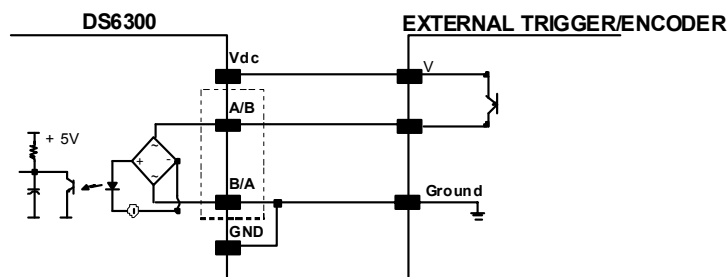 DS6300
EXTERNAL TRIGGER/ENCODER
Vdc
V
A/B
+ 5V
~
+
-
~
B/A
Ground
I
GND